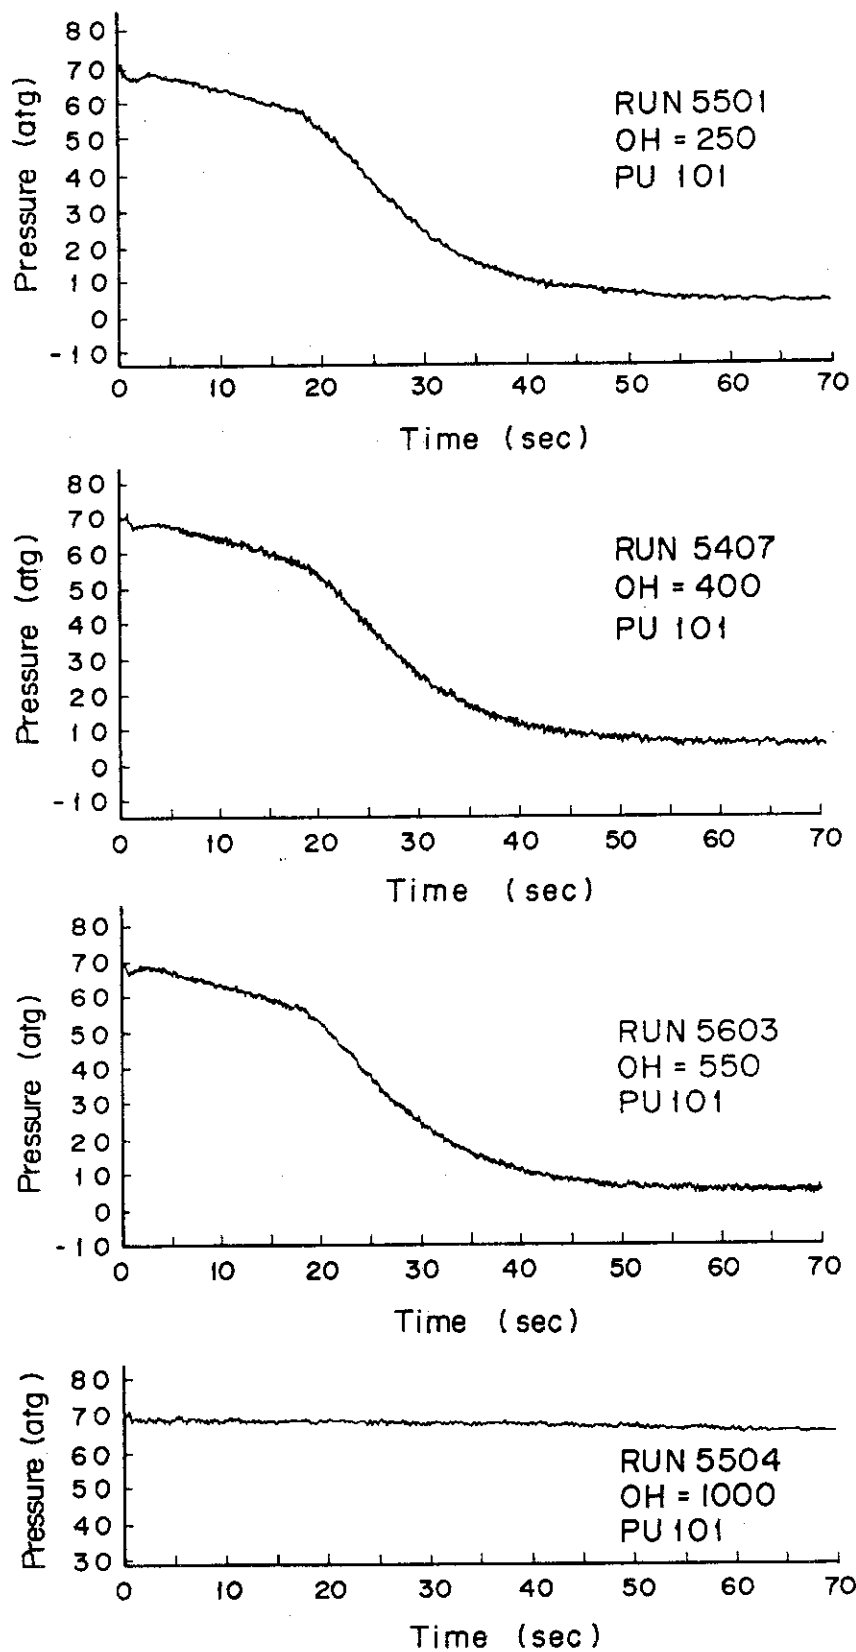 80
70
60
50
40
30
20
10
0
-10
Pressure (atg)
RUN 5501
OH = 250
PU 101
0 10 20 30 40 50 60 70
Time (sec)
80
70
60
50
40
30
20
10
0
-10
Pressure (atg)
RUN 5407
OH = 400
PU 101
0 10 20 30 40 50 60 70
Time (sec)
80
70
60
50
40
30
20
10
0
-10
Pressure (atg)
RUN 5603
OH = 550
PU 101
0 10 20 30 40 50 60 70
Time (sec)
80
70
60
50
40
30
Pressure (atg)
RUN 5504
OH = 1000
PU 101
0 10 20 30 40 50 60 70
Time (sec)